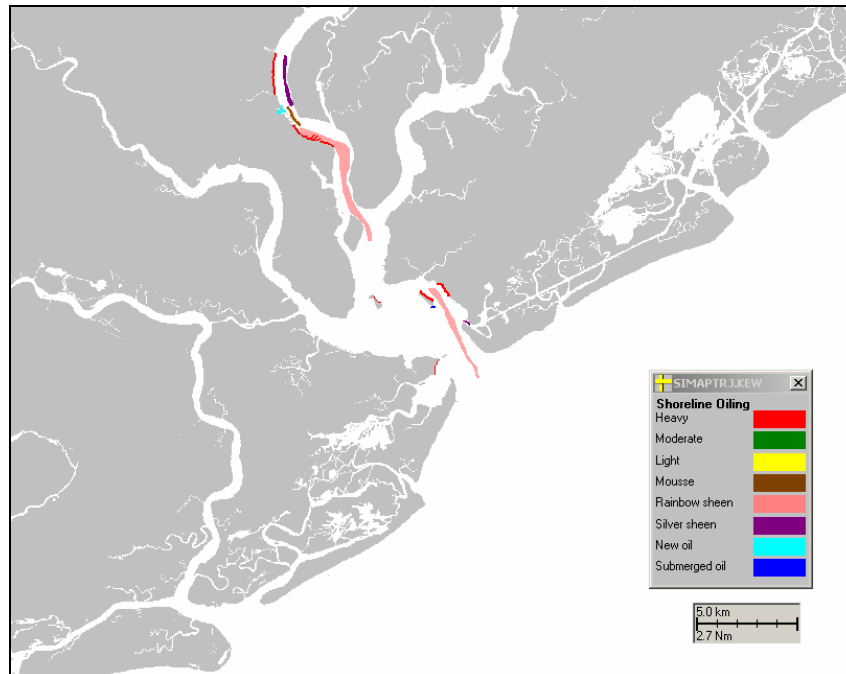 SIMAPTRJ.KEW
Shoreline Oiling
Heavy
Moderate
Light
Mousse
Rainbow sheen
Silver sheen
New oil
Submerged oil
5.0 km
2.7 Nm